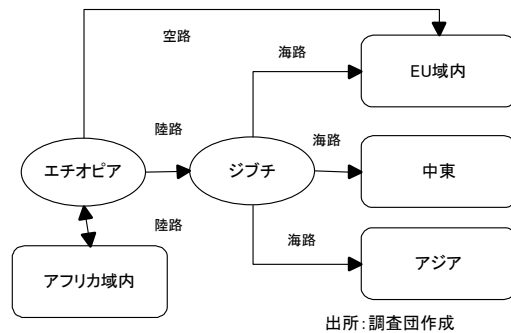 空路
海路
EU域内
陸路
海路
エチオピア
ジブチ
中東
陸路
海路
アフリカ域内
アジア
出所：調査団作成